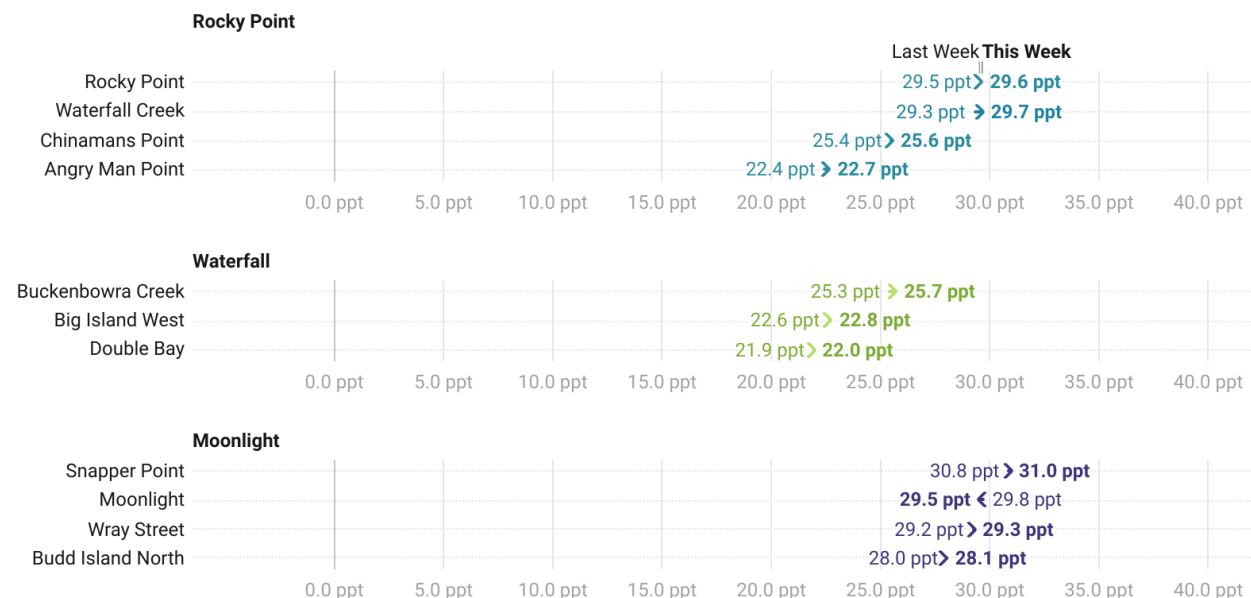 Rocky Point
Last Week This Week
Rocky Point 29.5 ppt 29.6 ppt
Waterfall Creek 29.3 ppt 29.7 ppt
Chinamans Point 25.4 ppt 25.6 ppt
Angry Man Point 22.4 ppt 22.7 ppt
0.0 ppt 5.0 ppt 10.0 ppt 15.0 ppt 20.0 ppt 25.0 ppt 30.0 ppt 35.0 ppt 40.0 ppt
Waterfall
Buckenbowra Creek 25.3 ppt 25.7 ppt
Big Island West 22.6 ppt 22.8 ppt
Double Bay 21.9 ppt 22.0 ppt
0.0 ppt 5.0 ppt 10.0 ppt 15.0 ppt 20.0 ppt 25.0 ppt 30.0 ppt 35.0 ppt 40.0 ppt
Moonlight
Snapper Point 30.8 ppt 31.0 ppt
Moonlight 29.5 ppt 29.8 ppt
Wray Street 29.2 ppt 29.3 ppt
Budd Island North 28.0 ppt 28.1 ppt
0.0 ppt 5.0 ppt 10.0 ppt 15.0 ppt 20.0 ppt 25.0 ppt 30.0 ppt 35.0 ppt 40.0 ppt